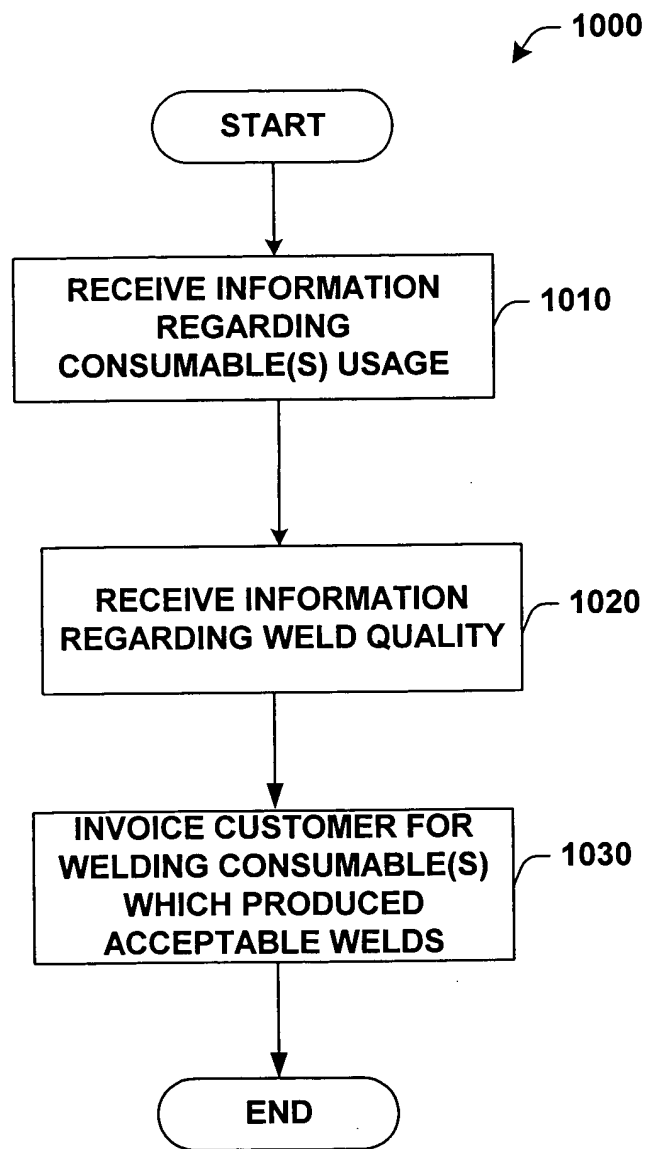 1000
START
RECEIVE INFORMATION
REGARDING
CONSUMABLE(S) USAGE
1010
RECEIVE INFORMATION
REGARDING WELD QUALITY
1020
INVOICE CUSTOMER FOR
WELDING CONSUMABLE(S)
WHICH PRODUCED
ACCEPTABLE WELDS
1030
END